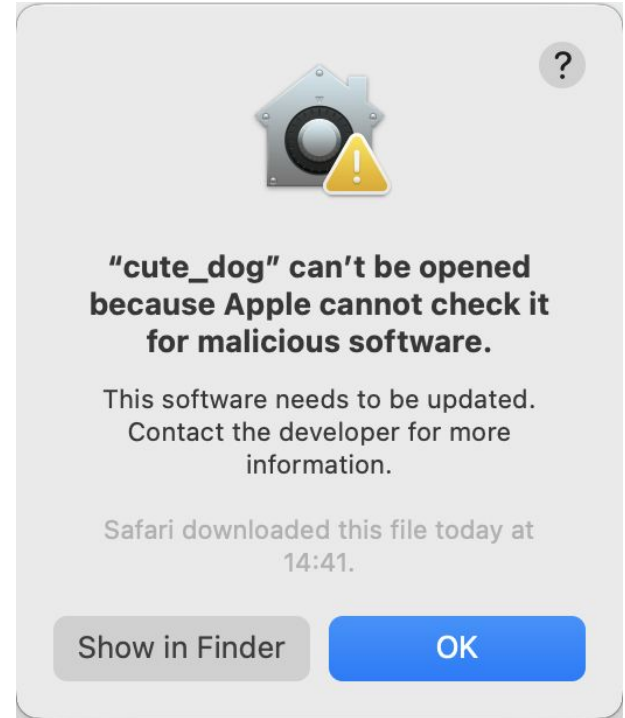 ?
“cute_dog” can’t be opened
because Apple cannot check it
for malicious software.
This software needs to be updated.
Contact the developer for more
information.
Safari downloaded this file today at
14:41.
Show in Finder
OK